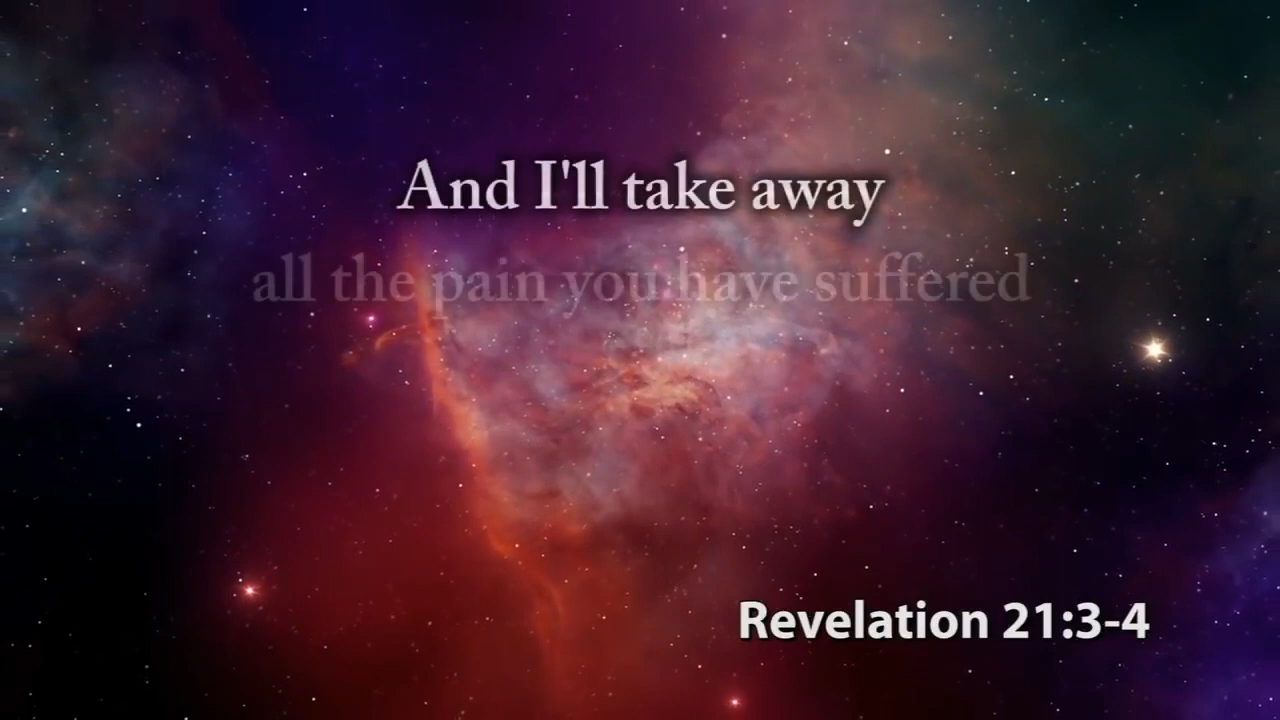 And I'll take away
all the pain you have suffered
Revelation 21:3-4